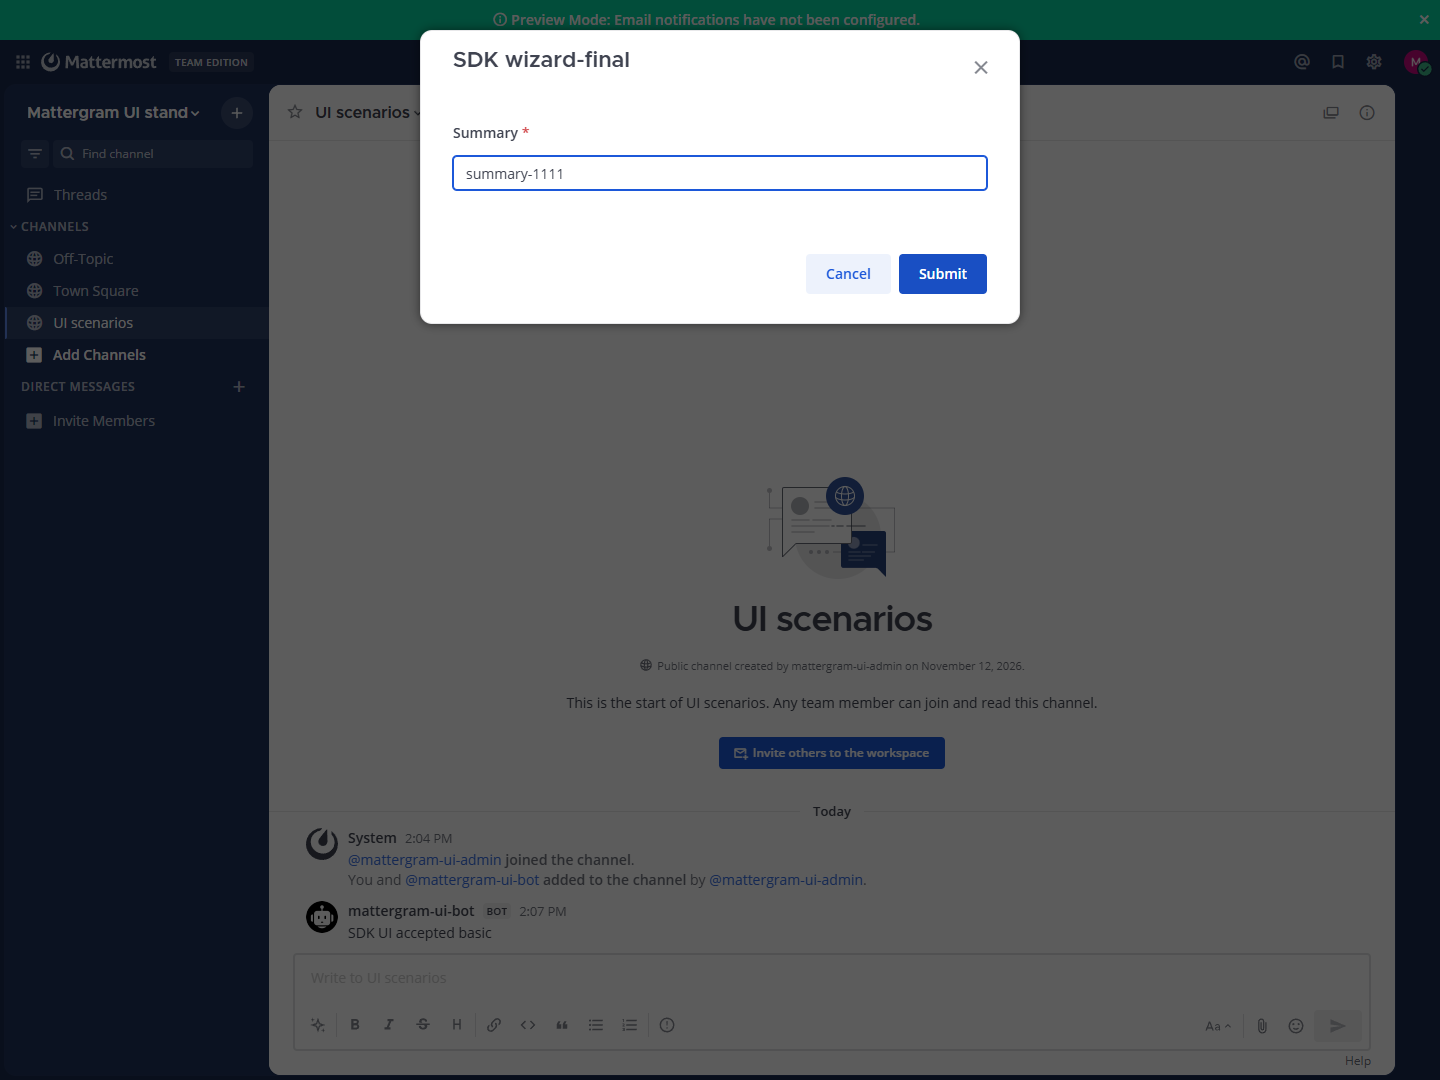 Preview Mode: Email notifications have not been configured.
Mattermost
TEAM EDITION
M
Mattergram UI stand
Find channel
Threads
CHANNELS
Off-Topic
Town Square
UI scenarios
Add Channels
DIRECT MESSAGES
Invite Members
SDK wizard-final
Summary *
summary-1111
Cancel
Submit
UI scenarios
UI scenarios
Public channel created by mattergram-ui-admin on November 12, 2026.
This is the start of UI scenarios. Any team member can join and read this channel.
Invite others to the workspace
Today
System 2:04 PM
@mattergram-ui-admin joined the channel.
You and @mattergram-ui-bot added to the channel by @mattergram-ui-admin.
mattergram-ui-bot BOT 2:07 PM
SDK UI accepted basic
Write to UI scenarios
B I S H
Aa
Help